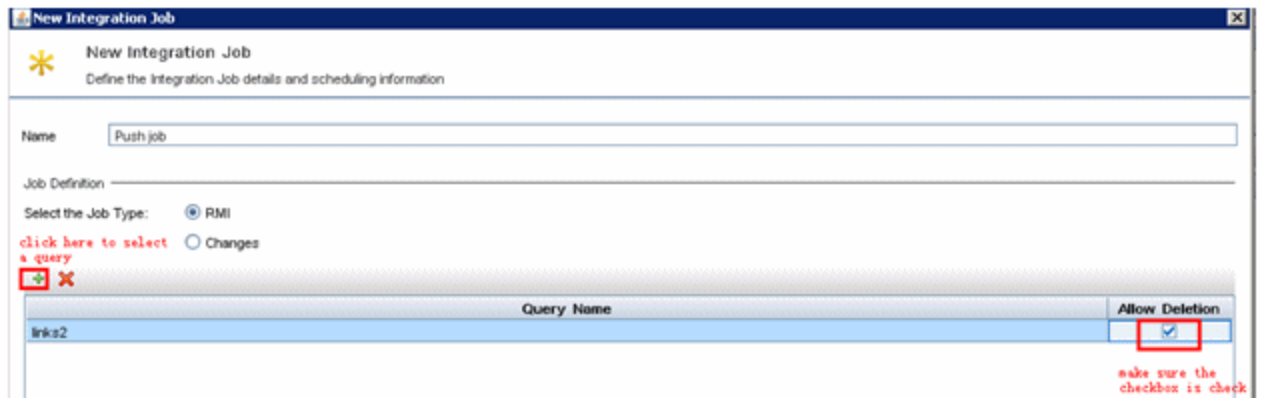 New Integration Job
New Integration Job
Define the Integration Job details and scheduling information
Name Push job
Job Definition
Select the Job Type: RMI
click here to select Changes
a query
Query Name Allow Deletion
links2
make sure the
checkbox is check